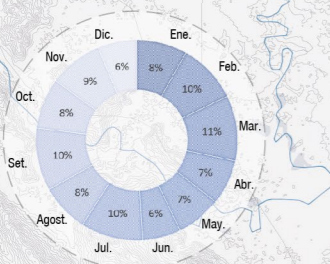 Ene.
8%
Feb.
10%
Mar.
11%
Abr.
7%
May.
7%
Jun.
6%
Jul.
10%
Agost.
8%
Set.
10%
Oct.
8%
Nov.
9%
Dic.
6%